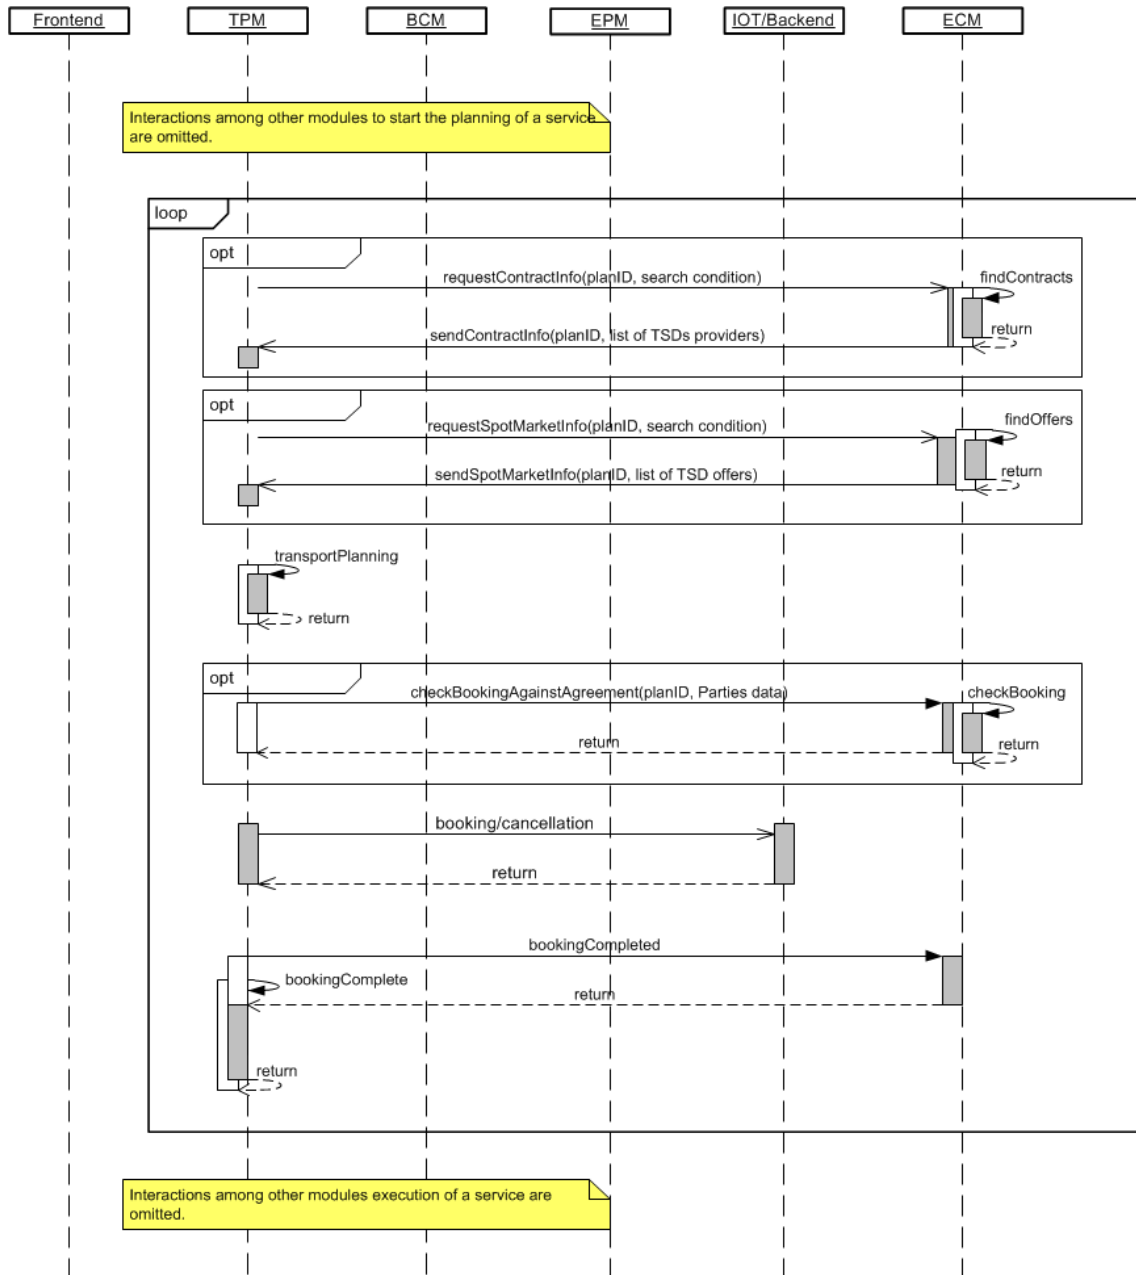 Frontend
TPM
BCM
EPM
IOT/Backend
ECM
Interactions among other modules to start the planning of a service
are omitted.
loop
opt
requestContractInfo(planID, search condition)
findContracts
return
sendContractInfo(planID, list of TSDs providers)
opt
requestSpotMarketInfo(planID, search condition)
findOffers
return
sendSpotMarketInfo(planID, list of TSD offers)
transportPlanning
return
opt
checkBookingAgainstAgreement(planID, Parties data)
checkBooking
return
return
booking/cancellation
return
bookingCompleted
bookingComplete
return
return
Interactions among other modules execution of a service are
omitted.